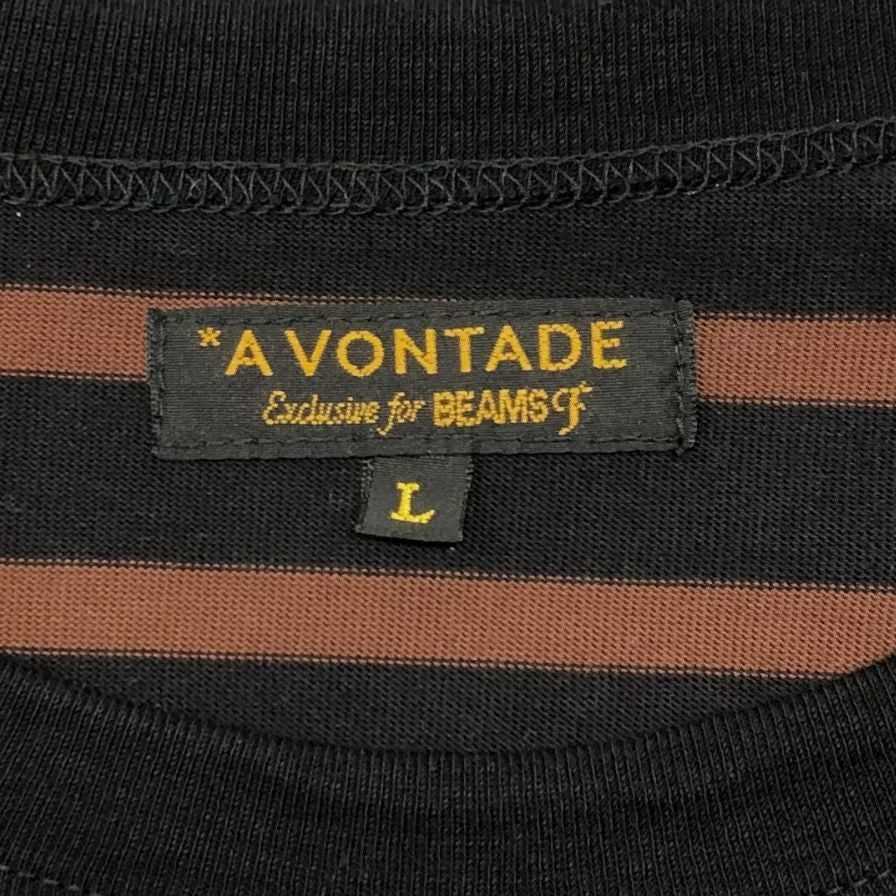 *A VONTADE
Exclusive for BEAMS F
L